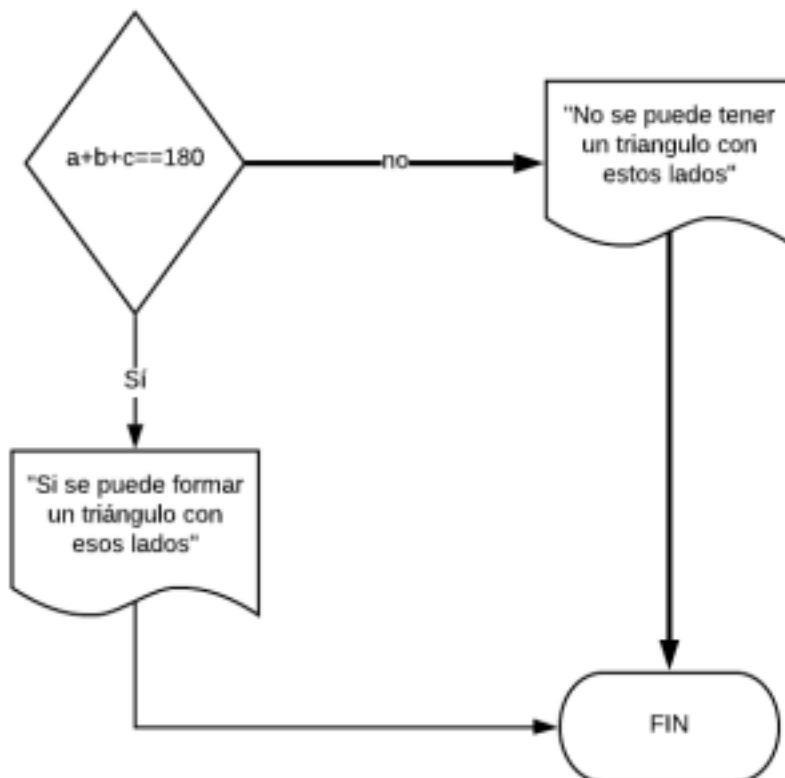 a+b+c==180
no
"No se puede tener
un triangulo con
estos lados"
Sí
"Si se puede formar
un triángulo con
esos lados"
FIN